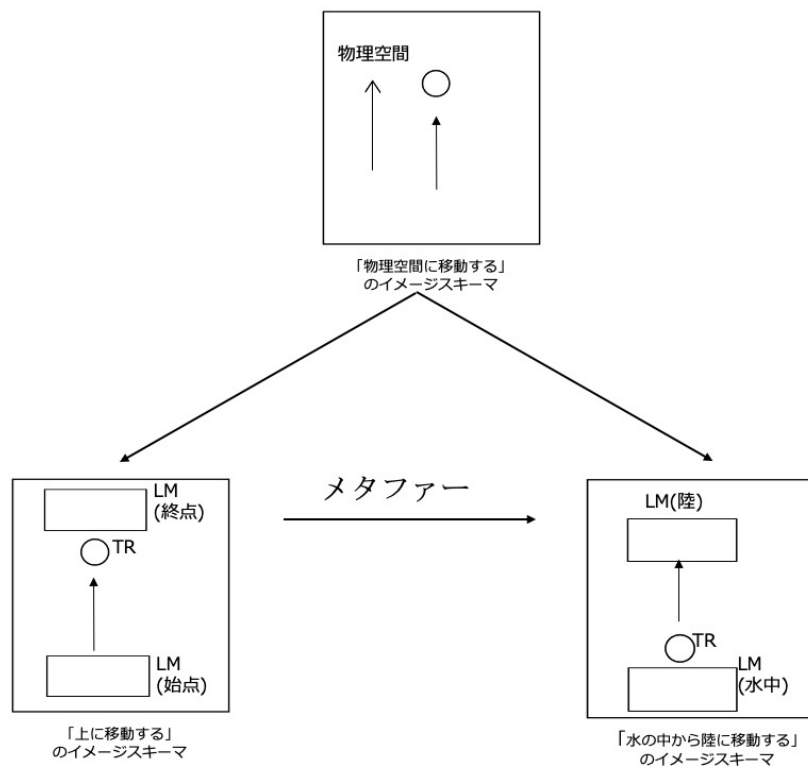 物理空間
「物理空間に移動する」
のイメージスキーマ
メタファー
LM
(終点)
TR
LM
(始点)
「上に移動する」
のイメージスキーマ
LM(陸)
TR
LM
(水中)
「水の中から陸に移動する」
のイメージスキーマ